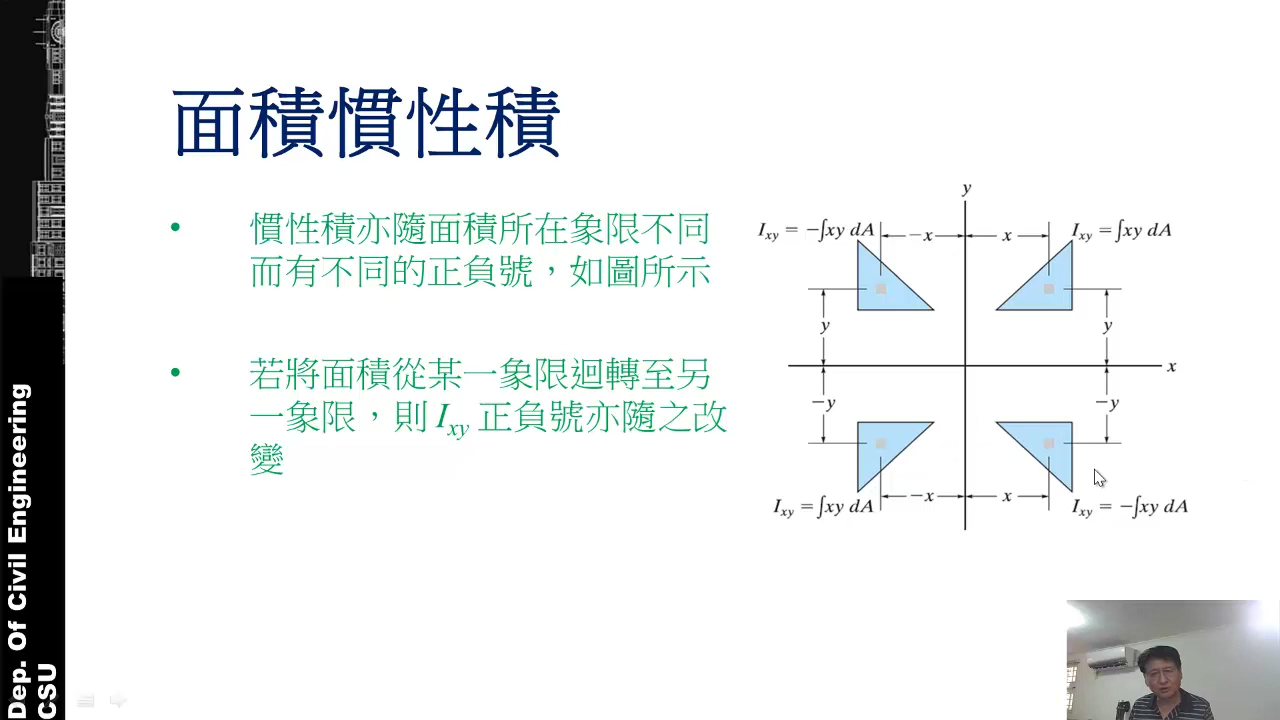 面積慣性積
• 慣性積亦隨面積所在象限不同
而有不同的正負號，如圖所示
• 若將面積從某一象限迴轉至另
一象限，則 Ixy 正負號亦隨之改
變
y
Ixy = −∫xy dA
−x
x
Ixy = ∫xy dA
y
y
x
−y
−y
Ixy = ∫xy dA
−x
x
Ixy = −∫xy dA
Dep. Of Civil Engineering
CSU